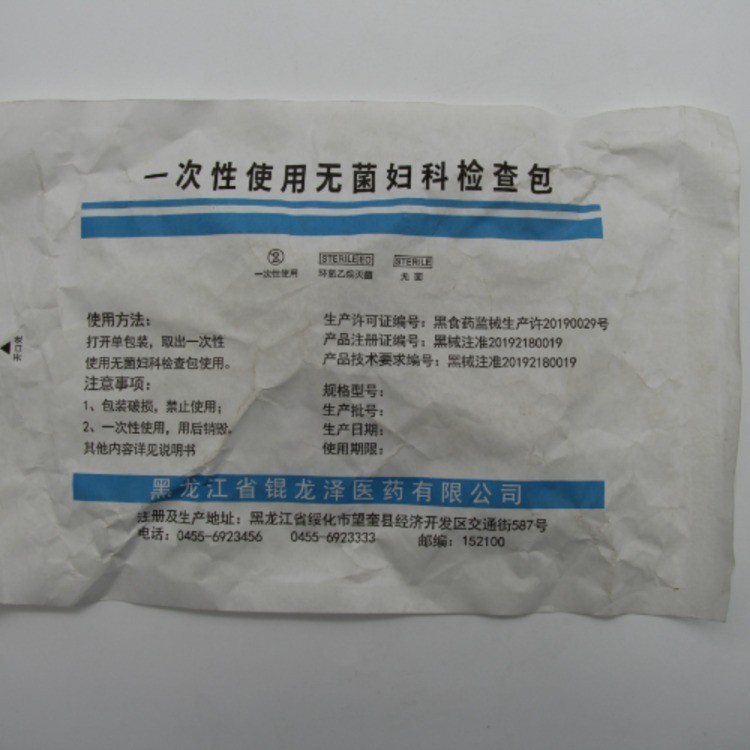 一次性使用无菌妇科检查包
② STERILE EO STERILE
一次性使用 环氧乙烷灭菌 无菌
使用方法：
打开单包装，取出一次性
使用无菌妇科检查包使用。
注意事项：
1、包装破损，禁止使用；
2、一次性使用，用后销毁。
其他内容详见说明书
生产许可证编号：黑食药监械生产许20190029号
产品注册证编号：黑械注准20192180019
产品技术要求编号：黑械注准20192180019
规格型号：
生产批号：
生产日期：
使用期限：
开口处
黑龙江省锟龙泽医药有限公司
注册及生产地址：黑龙江省绥化市望奎县经济开发区交通街587号
电话：0455-6923456 0455-6923333 邮编：152100